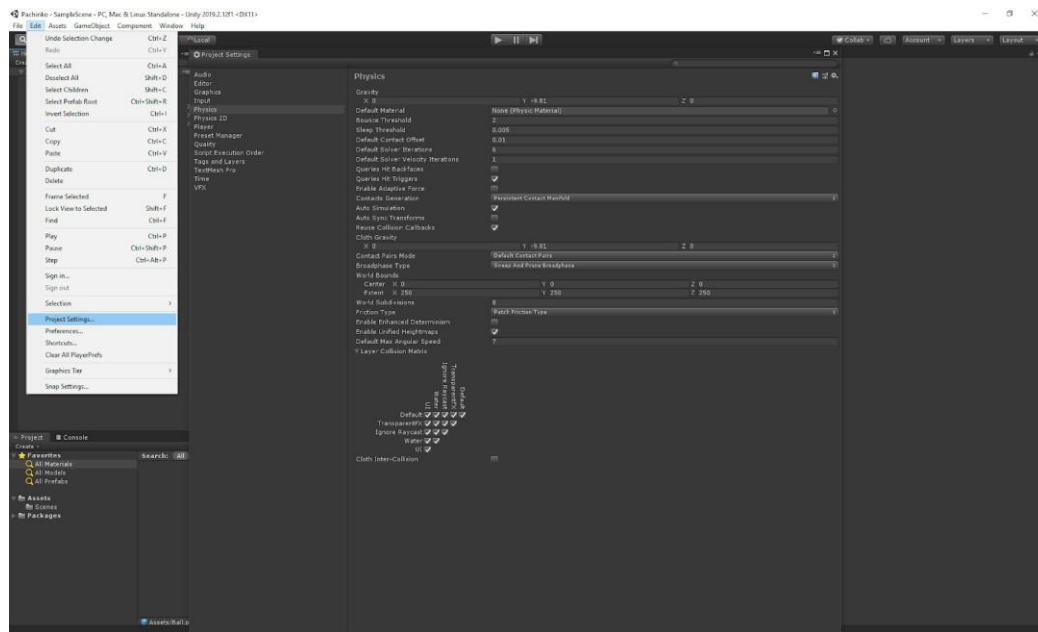 Pachinko - SampleScene - PC, Mac & Linux Standalone - Unity 2019.2.12f1 <DX11>
File Edit Assets GameObject Component Window Help
Undo Selection Change Ctrl+Z
Redo Ctrl+Y
Select All Ctrl+A
Deselect All Shift+D
Select Children Shift+C
Select Prefab Root Ctrl+Shift+R
Invert Selection Ctrl+I
Cut Ctrl+X
Copy Ctrl+C
Paste Ctrl+V
Duplicate Ctrl+D
Delete
Frame Selected F
Lock View to Selected Shift+F
Find Ctrl+F
Play Ctrl+P
Pause Ctrl+Shift+P
Step Ctrl+Alt+P
Sign in...
Sign out
Selection
Project Settings...
Preferences...
Shortcuts...
Clear All PlayerPrefs
Graphics Tier
Snap Settings...
Local
Collab
Account
Layers
Layout
Project Settings
Audio
Editor
Graphics
Input
Physics
Physics 2D
Player
Preset Manager
Quality
Script Execution Order
Tags and Layers
TextMesh Pro
Time
VFX
Physics
Gravity
X 0 Y -9.81 Z 0
Default Material None (Physic Material)
Bounce Threshold 2
Sleep Threshold 0.005
Default Contact Offset 0.01
Default Solver Iterations 6
Default Solver Velocity Iterations 1
Queries Hit Backfaces
Queries Hit Triggers
Enable Adaptive Force
Contacts Generation Persistent Contact Manifold
Auto Simulation
Auto Sync Transforms
Reuse Collision Callbacks
Cloth Gravity
X 0 Y -9.81 Z 0
Contact Pairs Mode Default Contact Pairs
Broadphase Type Sweep And Prune Broadphase
World Bounds
Center X 0 Y 0 Z 0
Extent X 250 Y 250 Z 250
World Subdivisions 8
Friction Type Patch Friction Type
Enable Enhanced Determinism
Enable Unified Heightmaps
Default Max Angular Speed 7
Layer Collision Matrix
UI
Water
Ignore Raycast
TransparentFX
Default
Default
TransparentFX
Ignore Raycast
Water
UI
Cloth Inter-Collision
Project Console
Create
Favorites
All Materials
All Models
All Prefabs
Assets
Scenes
Packages
Search: All
Assets/Ball.p